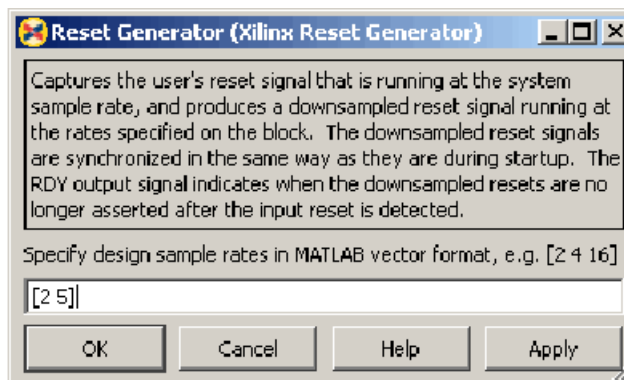 Reset Generator (Xilinx Reset Generator)
Captures the user's reset signal that is running at the system
sample rate, and produces a downsampled reset signal running at
the rates specified on the block. The downsampled reset signals
are synchronized in the same way as they are during startup. The
RDY output signal indicates when the downsampled resets are no
longer asserted after the input reset is detected.
Specify design sample rates in MATLAB vector format, e.g. [2 4 16]
[2 5]
OK Cancel Help Apply